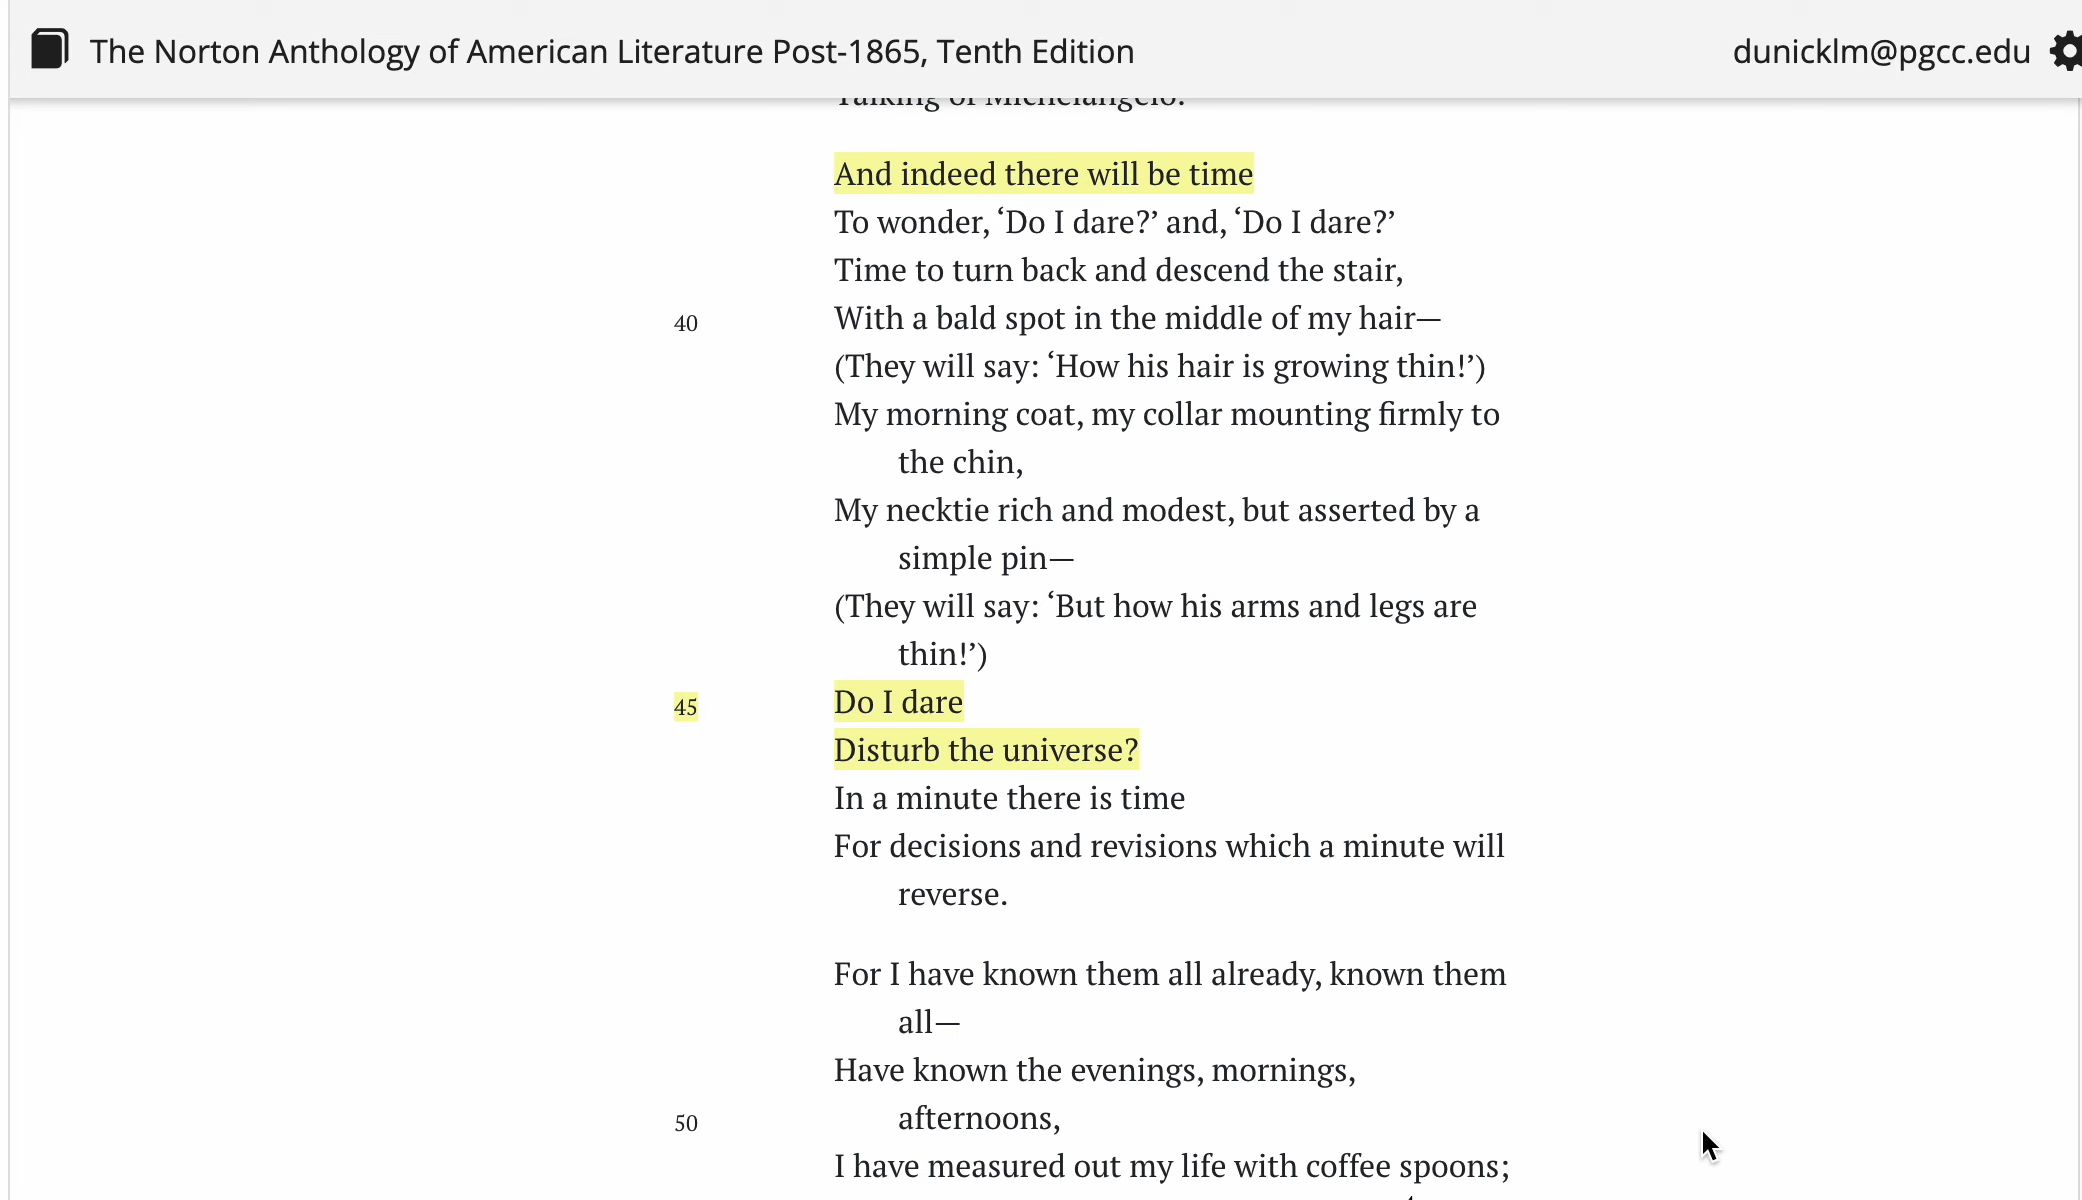 The Norton Anthology of American Literature Post-1865, Tenth Edition
dunicklm@pgcc.edu
Talking of Michelangelo.
And indeed there will be time
To wonder, ‘Do I dare?’ and, ‘Do I dare?’
Time to turn back and descend the stair,
40 With a bald spot in the middle of my hair—
(They will say: ‘How his hair is growing thin!’)
My morning coat, my collar mounting firmly to
the chin,
My necktie rich and modest, but asserted by a
simple pin—
(They will say: ‘But how his arms and legs are
thin!’)
45 Do I dare
Disturb the universe?
In a minute there is time
For decisions and revisions which a minute will
reverse.
For I have known them all already, known them
all—
Have known the evenings, mornings,
50 afternoons,
I have measured out my life with coffee spoons;